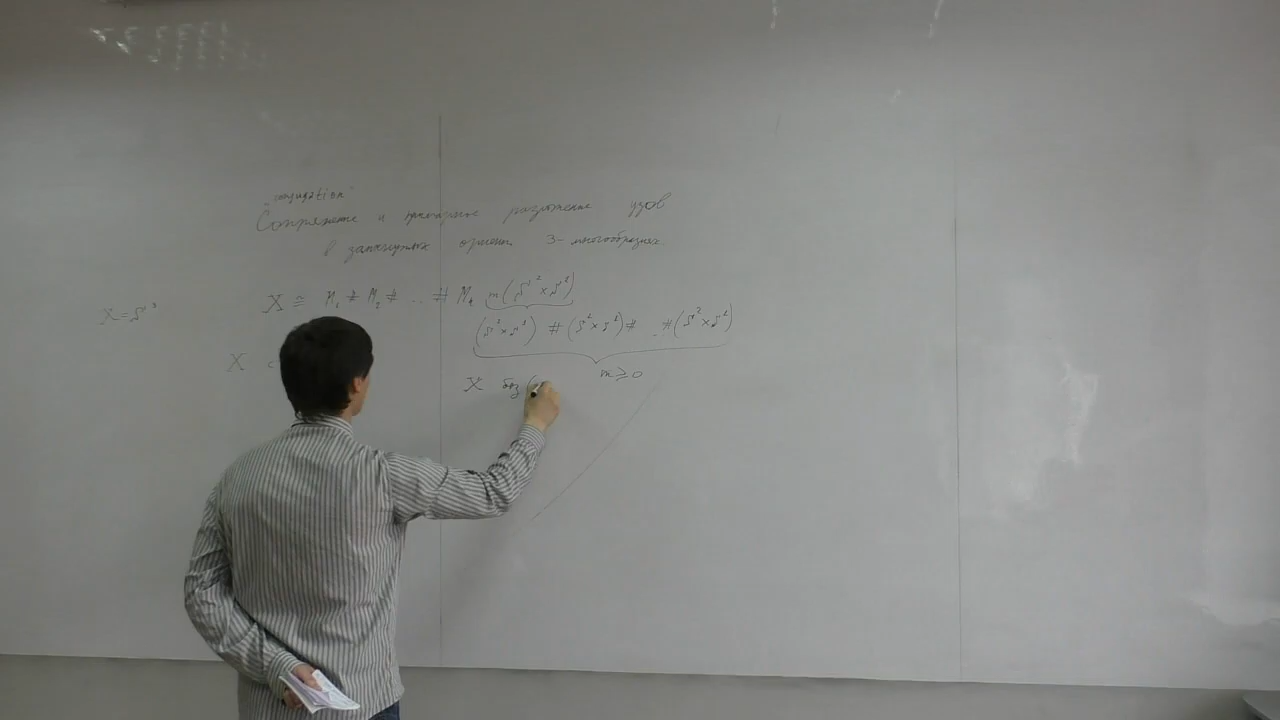 "conjugation"
Сопряжение и примарное разложение узлов
в замкнутых ориент. 3-многообразиях.
X = S³
X ≅ M₁ # M₂ # ... # Mₖ m(S² × S¹)
(S² × S¹) # (S² × S¹) # ... # (S² × S¹)
m ⩾ 0
X
X без (